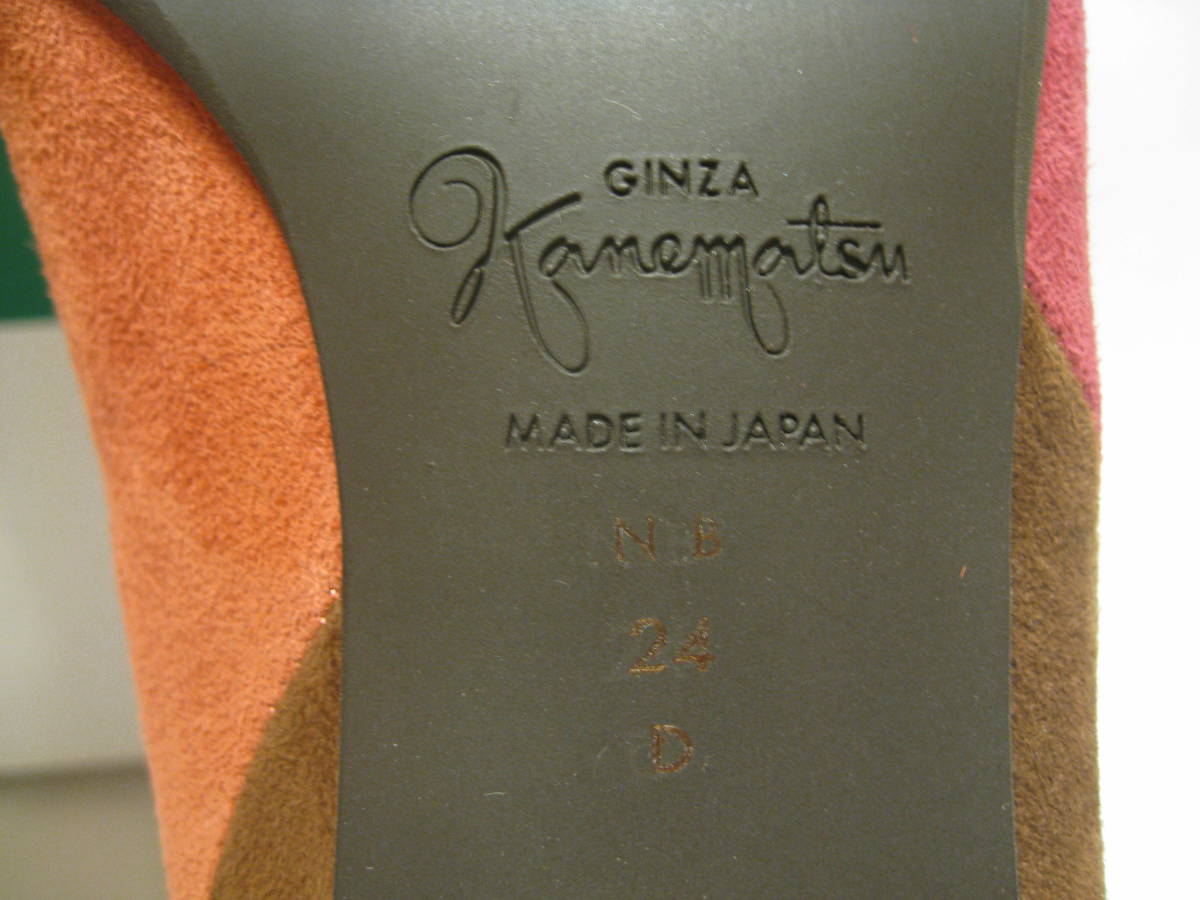 GINZA
Kanematsu
MADE IN JAPAN
N B
24
D